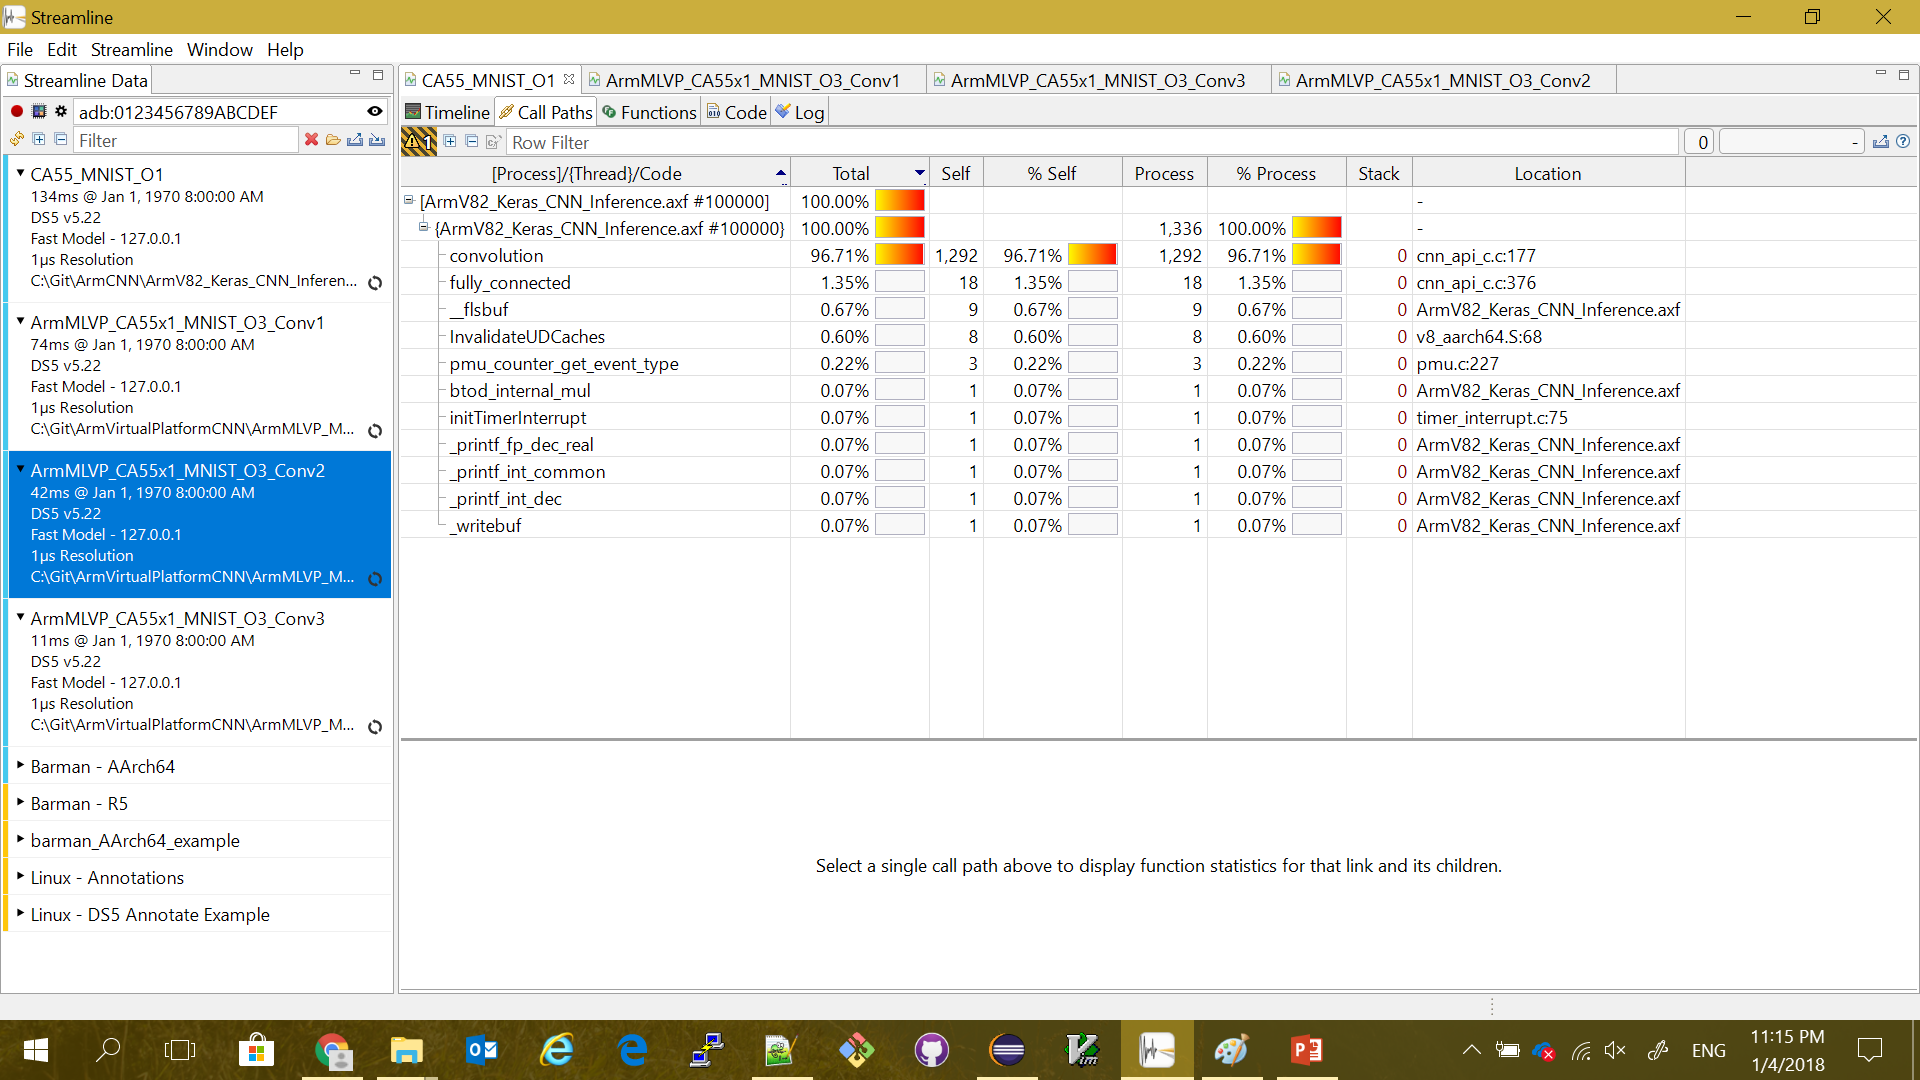 Streamline
File Edit Streamline Window Help
Streamline Data
adb:0123456789ABCDEF
Filter
CA55_MNIST_O1
134ms @ Jan 1, 1970 8:00:00 AM
DS5 v5.22
Fast Model - 127.0.0.1
1µs Resolution
C:\Git\ArmCNN\ArmV82_Keras_CNN_Inferen...
ArmMLVP_CA55x1_MNIST_O3_Conv1
74ms @ Jan 1, 1970 8:00:00 AM
DS5 v5.22
Fast Model - 127.0.0.1
1µs Resolution
C:\Git\ArmVirtualPlatformCNN\ArmMLVP_M...
ArmMLVP_CA55x1_MNIST_O3_Conv2
42ms @ Jan 1, 1970 8:00:00 AM
DS5 v5.22
Fast Model - 127.0.0.1
1µs Resolution
C:\Git\ArmVirtualPlatformCNN\ArmMLVP_M...
ArmMLVP_CA55x1_MNIST_O3_Conv3
11ms @ Jan 1, 1970 8:00:00 AM
DS5 v5.22
Fast Model - 127.0.0.1
1µs Resolution
C:\Git\ArmVirtualPlatformCNN\ArmMLVP_M...
Barman - AArch64
Barman - R5
barman_AArch64_example
Linux - Annotations
Linux - DS5 Annotate Example
CA55_MNIST_O1 ArmMLVP_CA55x1_MNIST_O3_Conv1 ArmMLVP_CA55x1_MNIST_O3_Conv3 ArmMLVP_CA55x1_MNIST_O3_Conv2
Timeline Call Paths Functions Code Log
1 Row Filter 0 -
[Process]/{Thread}/Code Total Self % Self Process % Process Stack Location
[ArmV82_Keras_CNN_Inference.axf #100000] 100.00% -
{ArmV82_Keras_CNN_Inference.axf #100000} 100.00% 1,336 100.00% -
convolution 96.71% 1,292 96.71% 1,292 96.71% 0 cnn_api_c.c:177
fully_connected 1.35% 18 1.35% 18 1.35% 0 cnn_api_c.c:376
__flsbuf 0.67% 9 0.67% 9 0.67% 0 ArmV82_Keras_CNN_Inference.axf
InvalidateUDCaches 0.60% 8 0.60% 8 0.60% 0 v8_aarch64.S:68
pmu_counter_get_event_type 0.22% 3 0.22% 3 0.22% 0 pmu.c:227
btod_internal_mul 0.07% 1 0.07% 1 0.07% 0 ArmV82_Keras_CNN_Inference.axf
initTimerInterrupt 0.07% 1 0.07% 1 0.07% 0 timer_interrupt.c:75
_printf_fp_dec_real 0.07% 1 0.07% 1 0.07% 0 ArmV82_Keras_CNN_Inference.axf
_printf_int_common 0.07% 1 0.07% 1 0.07% 0 ArmV82_Keras_CNN_Inference.axf
_printf_int_dec 0.07% 1 0.07% 1 0.07% 0 ArmV82_Keras_CNN_Inference.axf
_writebuf 0.07% 1 0.07% 1 0.07% 0 ArmV82_Keras_CNN_Inference.axf
Select a single call path above to display function statistics for that link and its children.
ENG
11:15 PM
1/4/2018